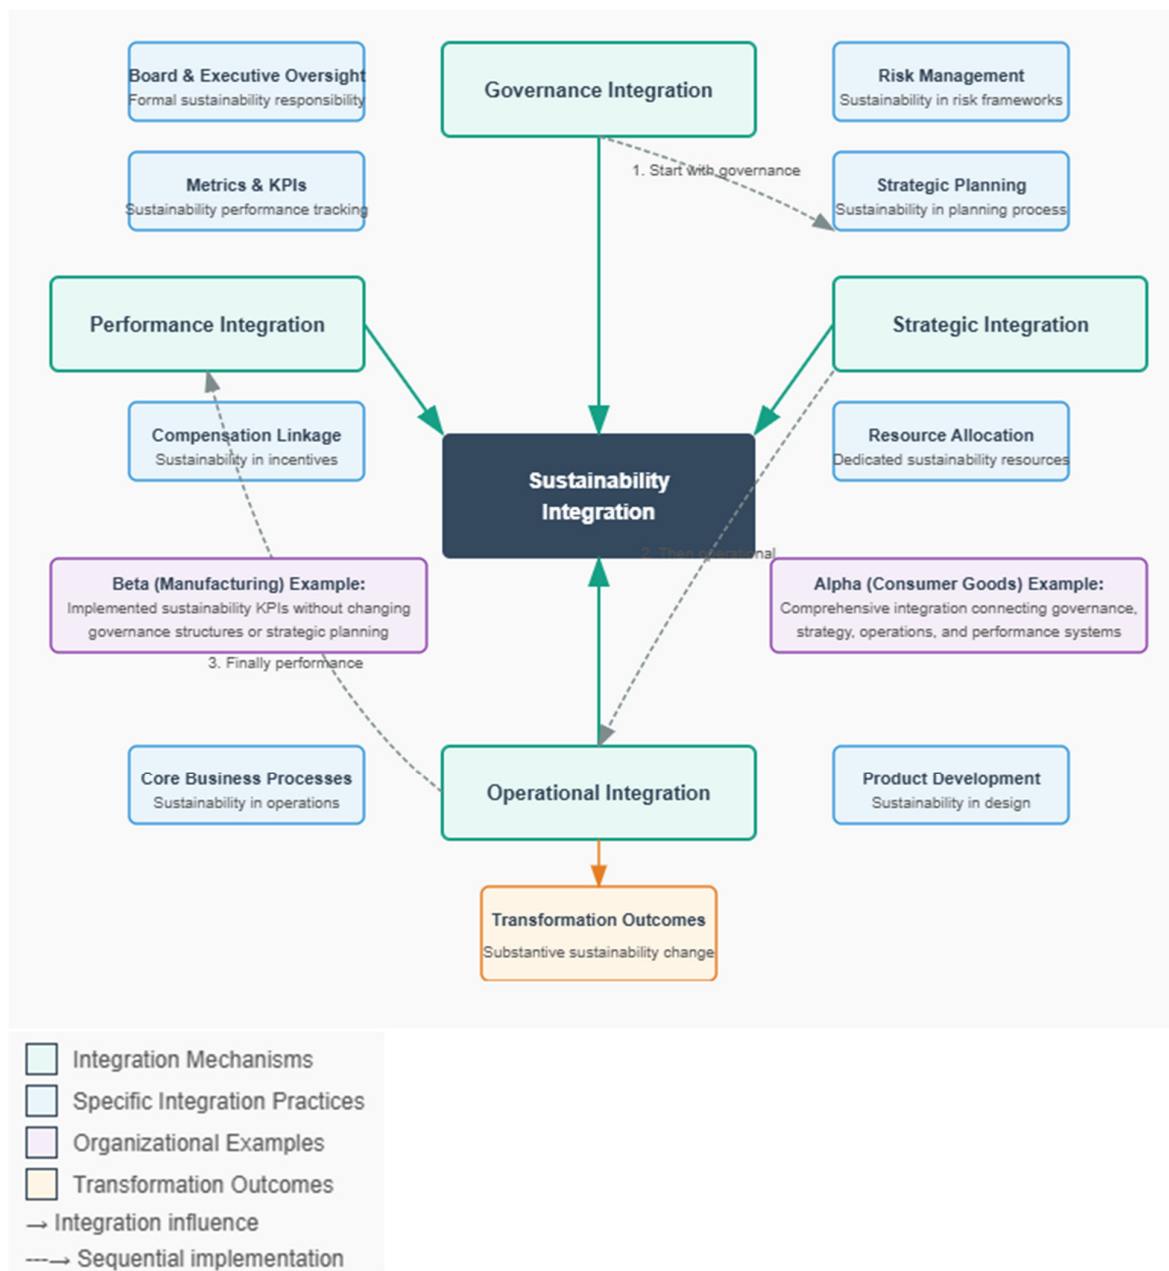 Board & Executive Oversight
Formal sustainability responsibility
Governance Integration
Risk Management
Sustainability in risk frameworks
1. Start with governance
Metrics & KPIs
Sustainability performance tracking
Strategic Planning
Sustainability in planning process
Performance Integration
Strategic Integration
Compensation Linkage
Sustainability in incentives
Sustainability
Integration
Resource Allocation
Dedicated sustainability resources
2. Then operational
Beta (Manufacturing) Example:
Implemented sustainability KPIs without changing
governance structures or strategic planning
Alpha (Consumer Goods) Example:
Comprehensive integration connecting governance,
strategy, operations, and performance systems
3. Finally performance
Core Business Processes
Sustainability in operations
Operational Integration
Product Development
Sustainability in design
Transformation Outcomes
Substantive sustainability change
Integration Mechanisms
Specific Integration Practices
Organizational Examples
Transformation Outcomes
→ Integration influence
---→ Sequential implementation